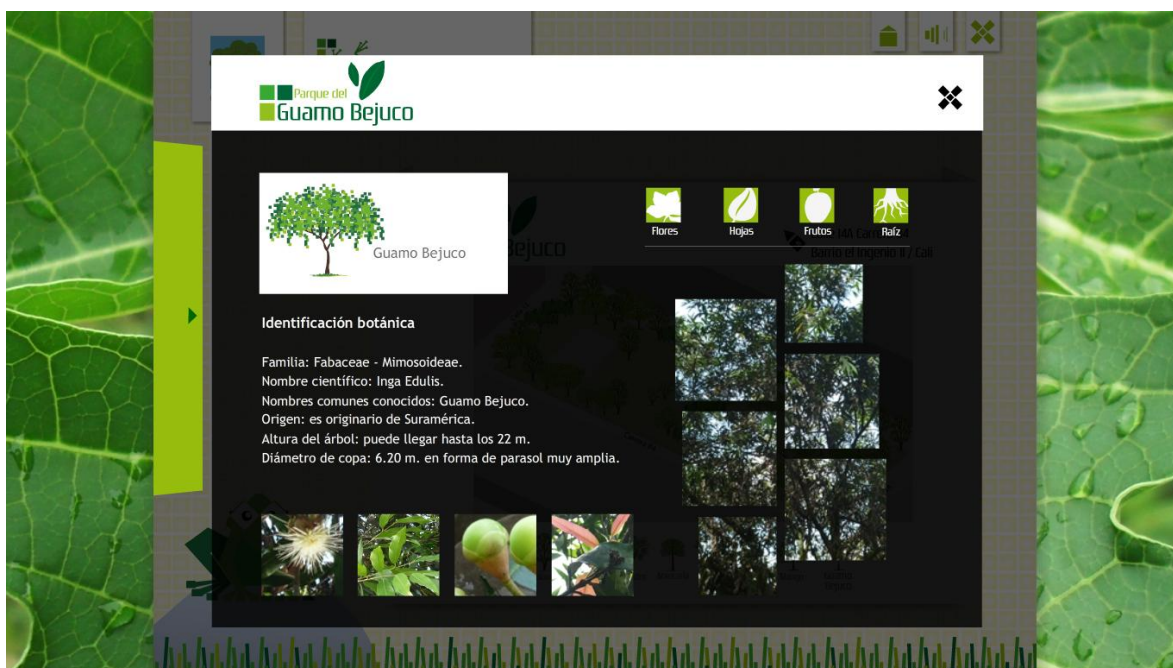 Parque del
Guamo Bejuco
Guamo Bejuco
Flores
Hojas
Frutos
Raíz
Identificación botánica
Familia: Fabaceae - Mimosoideae.
Nombre científico: Inga Edulis.
Nombres comunes conocidos: Guamo Bejuco.
Origen: es originario de Suramérica.
Altura del árbol: puede llegar hasta los 22 m.
Diámetro de copa: 6.20 m. en forma de parasol muy amplia.